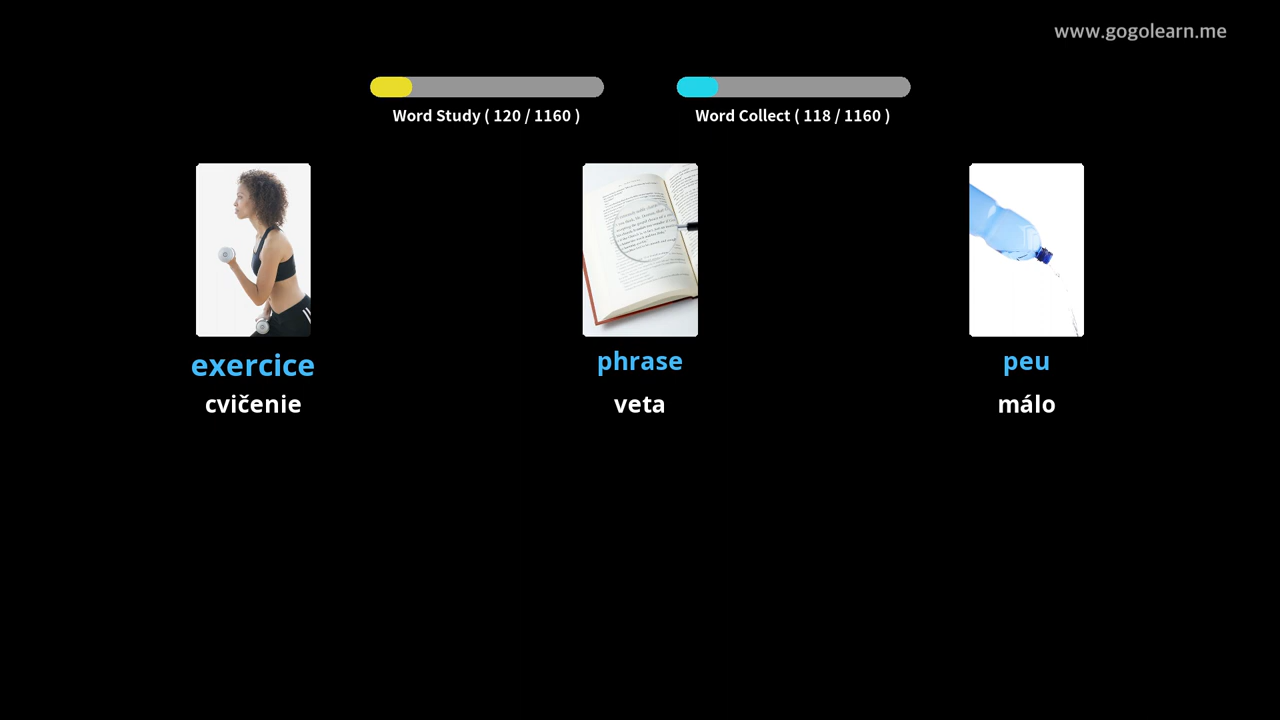 www.gogolearn.me
Word Study ( 120 / 1160 )
Word Collect ( 118 / 1160 )
exercice
phrase
peu
cvičenie
veta
málo